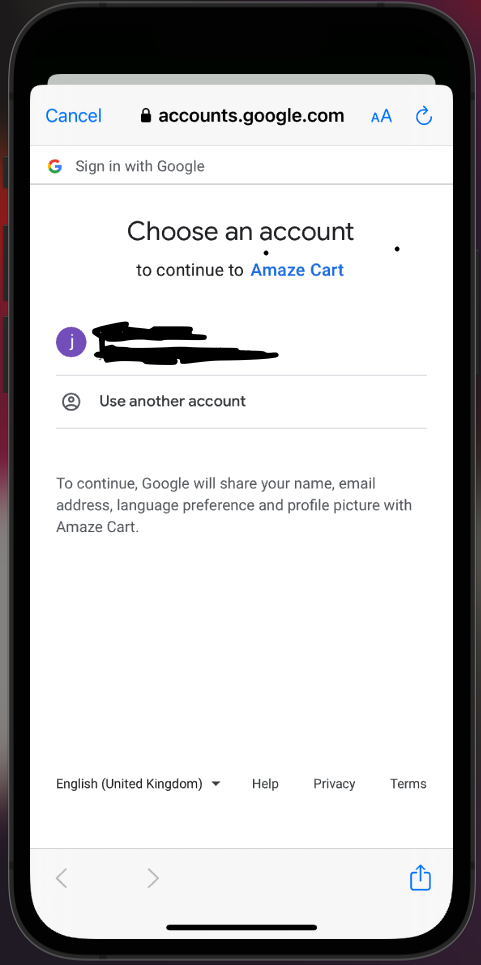 Cancel accounts.google.com AA
G Sign in with Google
Choose an account
to continue to Amaze Cart
j
Use another account
To continue, Google will share your name, email
address, language preference and profile picture with
Amaze Cart.
English (United Kingdom) Help Privacy Terms